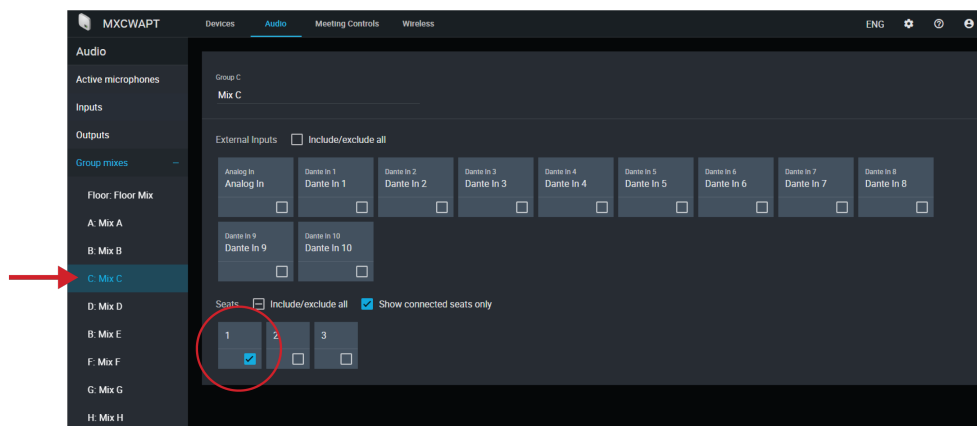 MXCWAPT Devices Audio Meeting Controls Wireless ENG
Audio
Active microphones
Inputs
Outputs
Group mixes
Floor: Floor Mix
A: Mix A
B: Mix B
C: Mix C
D: Mix D
B: Mix E
F: Mix F
G: Mix G
H: Mix H
Group C
Mix C
External Inputs Include/exclude all
Analog In Dante In 1 Dante In 2 Dante In 3 Dante In 4 Dante In 5 Dante In 6 Dante In 7 Dante In 8
Analog In Dante In 1 Dante In 2 Dante In 3 Dante In 4 Dante In 5 Dante In 6 Dante In 7 Dante In 8
Dante In 9 Dante In 10
Dante In 9 Dante In 10
Seats Include/exclude all Show connected seats only
1 2 3